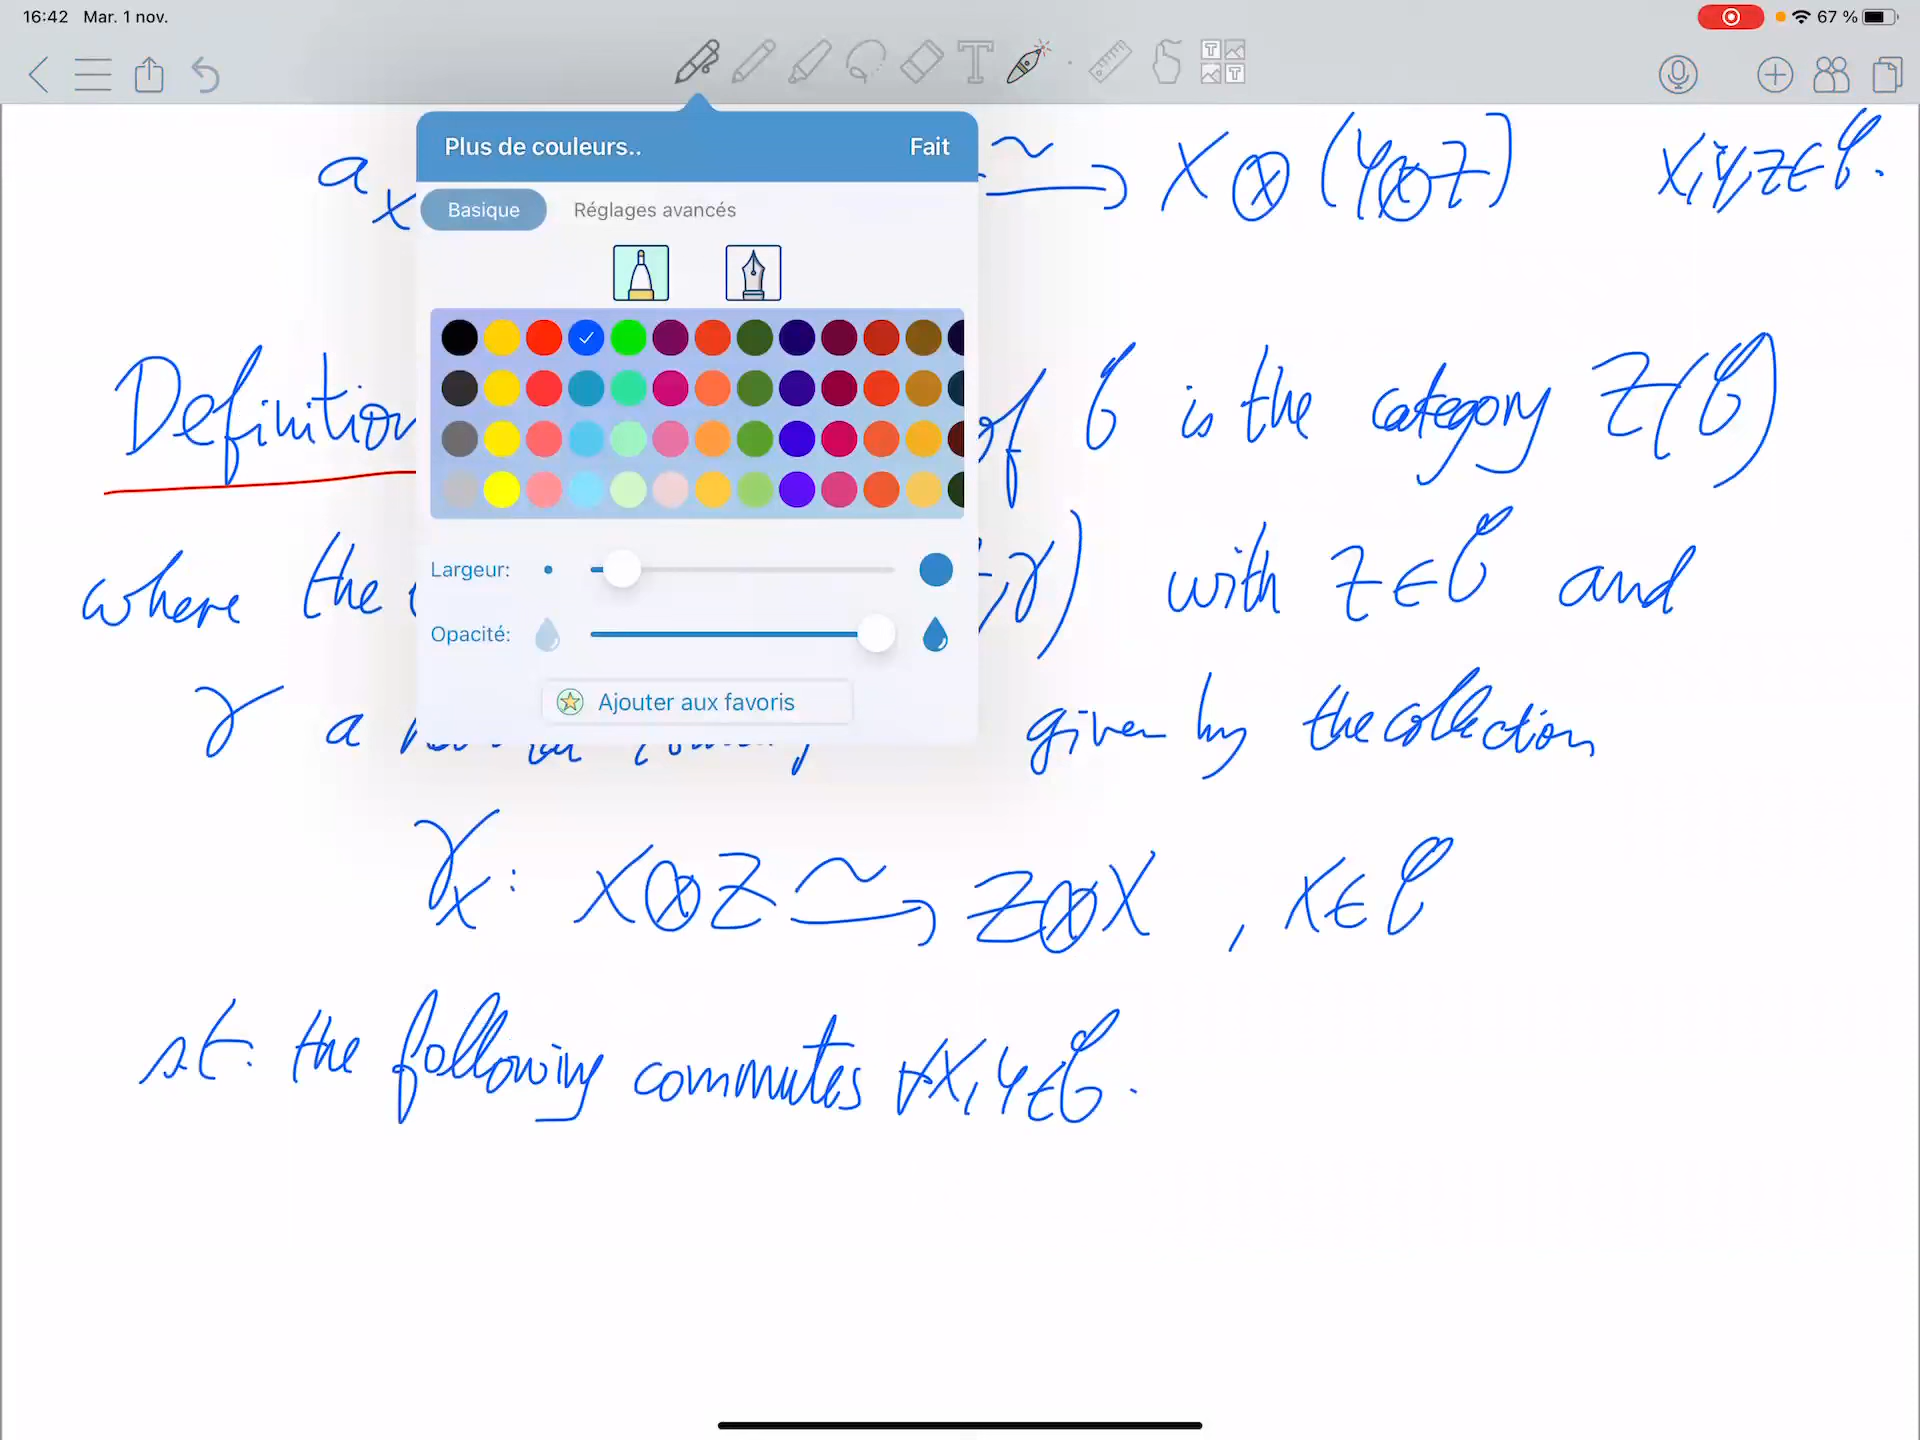 16:42 Mar. 1 nov. 67 %
Plus de couleurs.. Fait
Basique Réglages avancés
a_X ∼→ X ⊗ (Y⊗Z) X,Y,Z ∈ 𝒞.
Definition of 𝒞 is the category Z(𝒞)
Largeur:
where the ,γ) with Z ∈ 𝒞 and
Opacité:
Ajouter aux favoris
γ a given by the collection
γ_X : X⊗Z ∼→ Z⊗X , X ∈ 𝒞
s.t. the following commutes ∀X,Y∈𝒞.